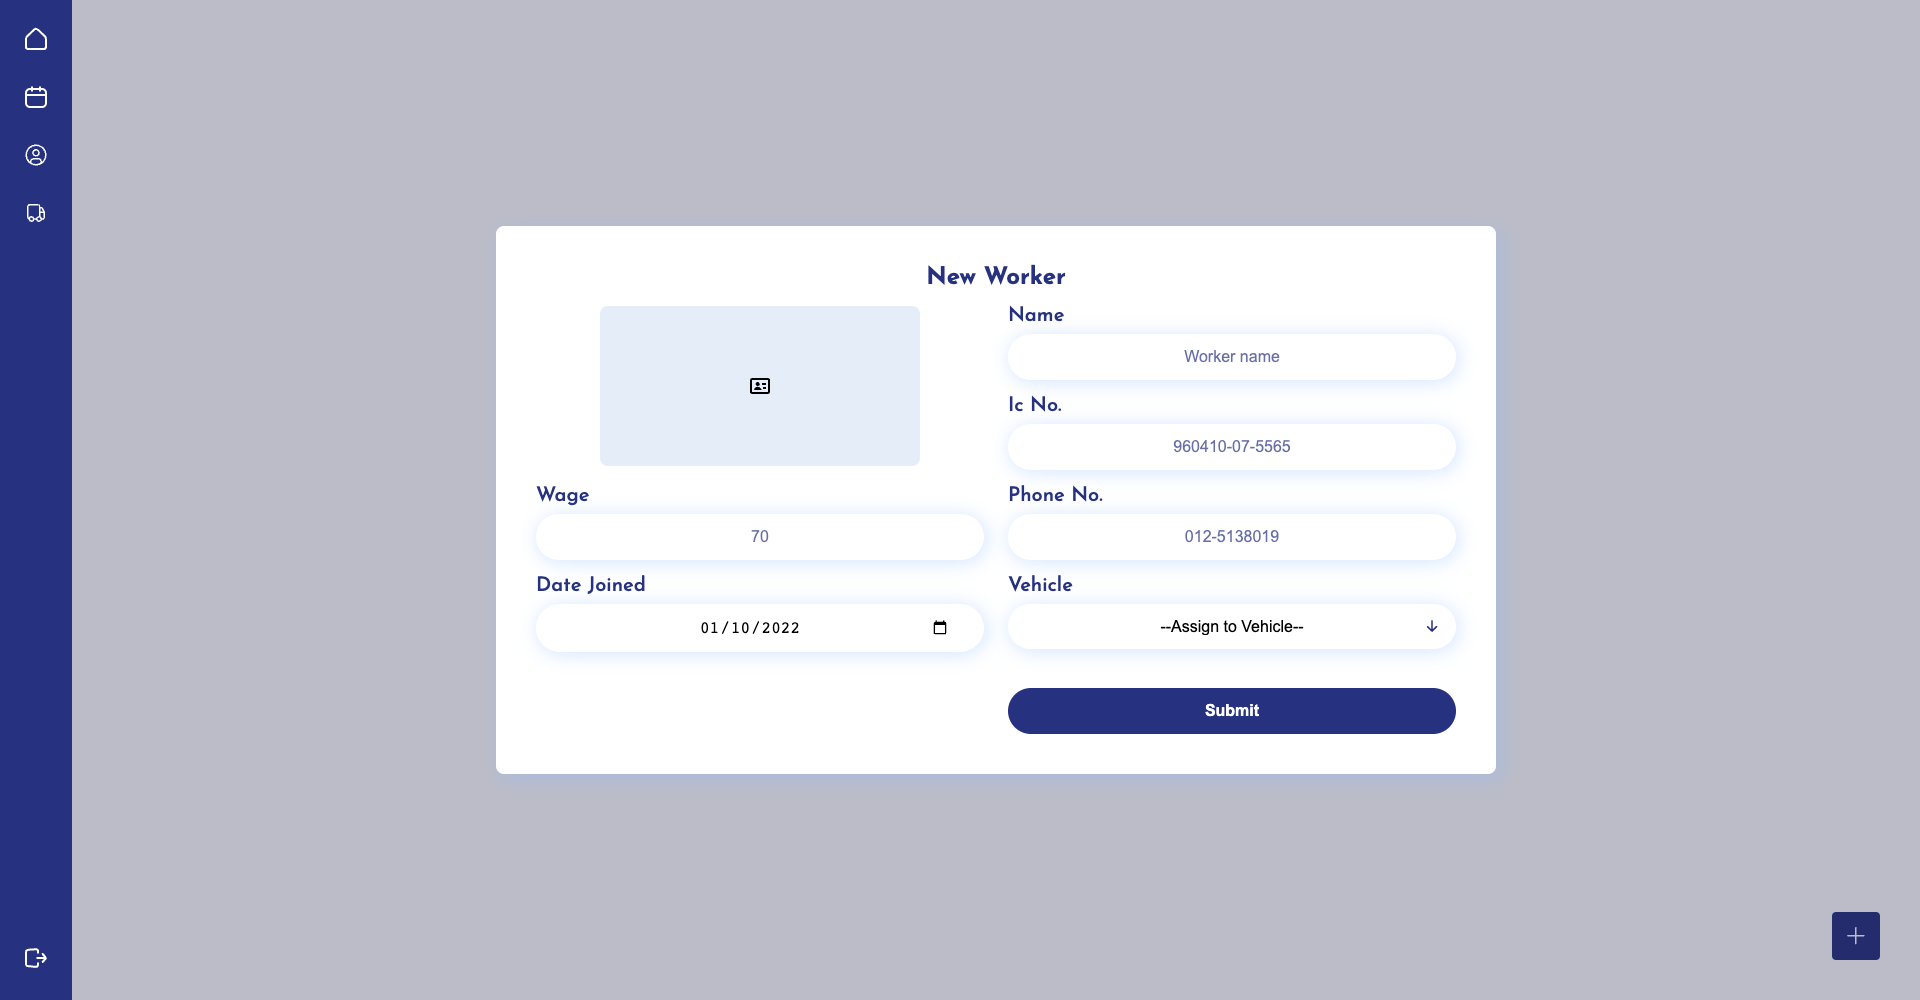 New Worker
Name
Worker name
Ic No.
960410-07-5565
Wage
70
Phone No.
012-5138019
Date Joined
01/10/2022
Vehicle
--Assign to Vehicle--
Submit